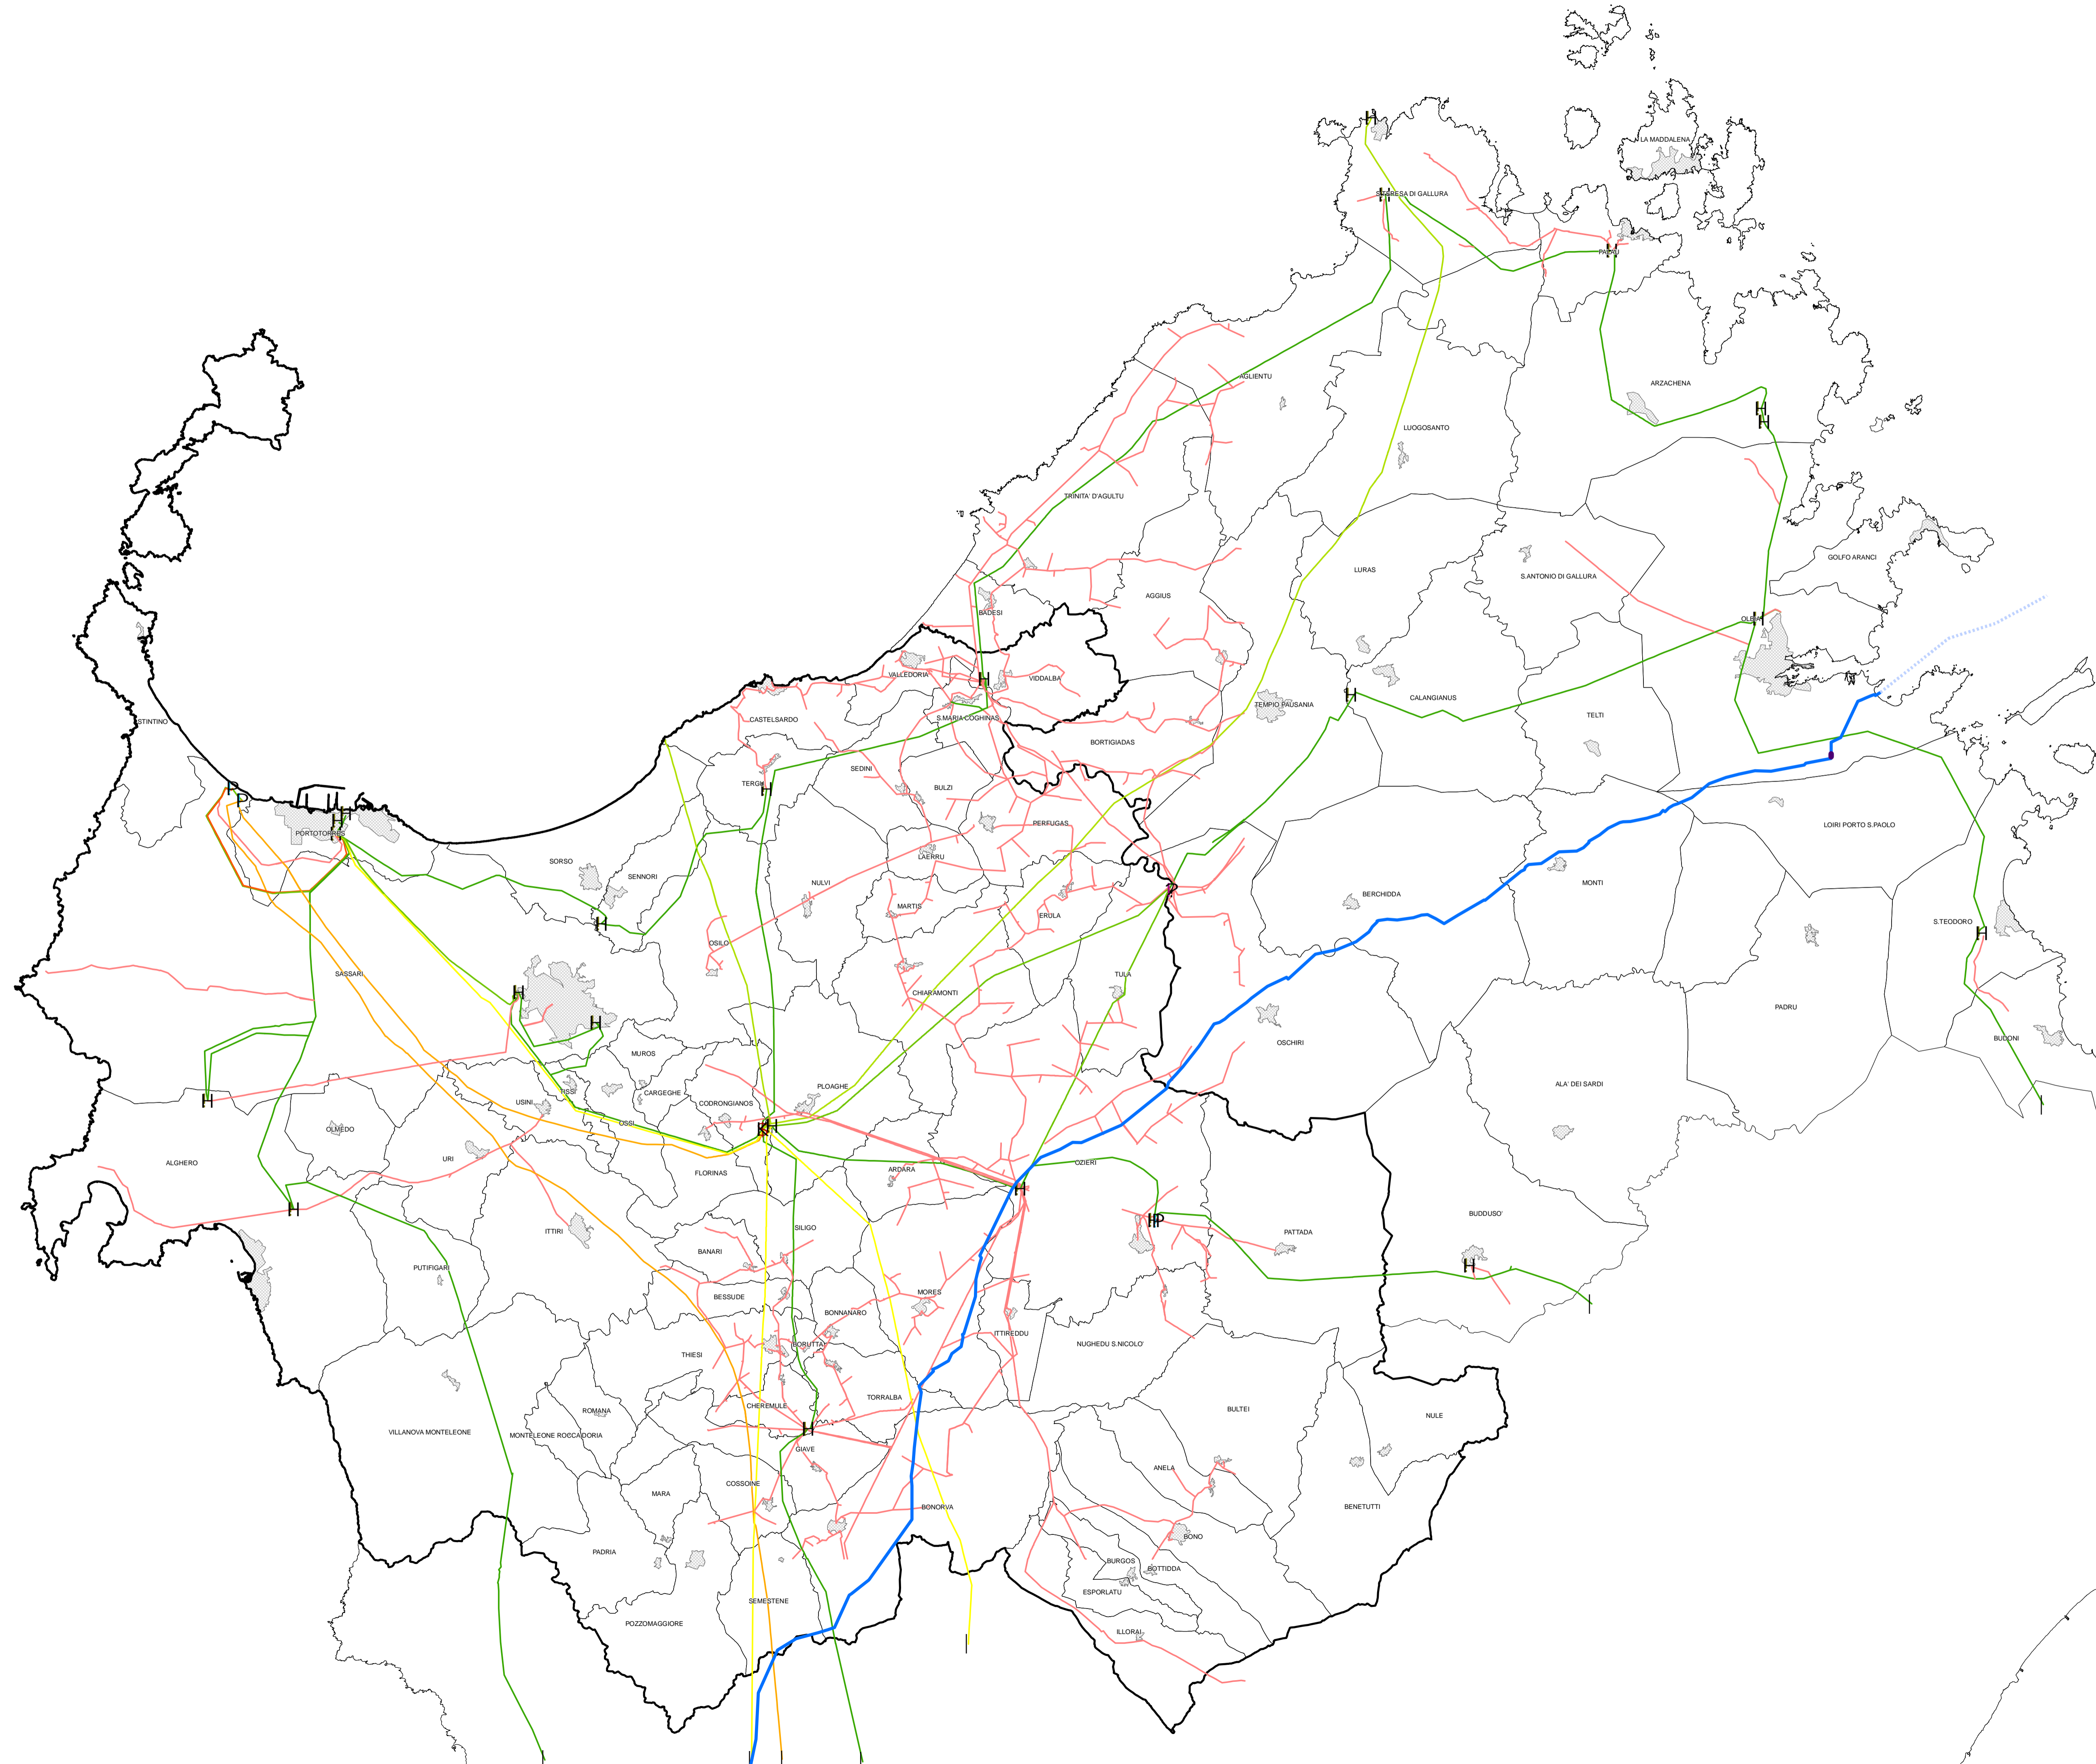 LA MADDALENA
H
S.TERESA DI GALLURA
H
PALAU
H
AGLIENTU
ARZACHENA
H
H
LUOGOSANTO
TRINITA' D'AGULTU
GOLFO ARANCI
LURAS
S.ANTONIO DI GALLURA
AGGIUS
BADESI
OLBIA
H
VALLEDORIA
H
VIDDALBA
H
CALANGIANUS
TEMPIO PAUSANIA
STINTINO
CASTELSARDO
S.MARIA COGHINAS
TELTI
BORTIGIADAS
SEDINI
TERGU
H
BULZI
P
P
H
H
PORTOTORRES
PERFUGAS
LOIRI PORTO S.PAOLO
SORSO
LAERRU
SENNORI
NULVI
MONTI
BERCHIDDA
MARTIS
ERULA
H
S.TEODORO
H
OSILO
SASSARI
TULA
H
CHIARAMONTI
PADRU
H
OSCHIRI
BUDONI
MUROS
PLOAGHE
TISSI
CARGEGHE
ALA' DEI SARDI
H
USINI
CODRONGIANOS
OSSI
OLMEDO
K
H
URI
ALGHERO
FLORINAS
ARDARA
OZIERI
H
H
BUDDUSO'
H
P
SILIGO
ITTIRI
PATTADA
BANARI
PUTIFIGARI
H
BESSUDE
MORES
BONNANARO
ITTIREDDU
BORUTTA
NUGHEDU S.NICOLO'
THIESI
TORRALBA
CHEREMULE
ROMANA
BULTEI
NULE
VILLANOVA MONTELEONE
MONTELEONE ROCCADORIA
H
GIAVE
ANELA
COSSOINE
MARA
BONORVA
BENETUTTI
BONO
PADRIA
BURGOS
BOTTIDDA
ESPORLATU
SEMESTENE
POZZOMAGGIORE
ILLORAI